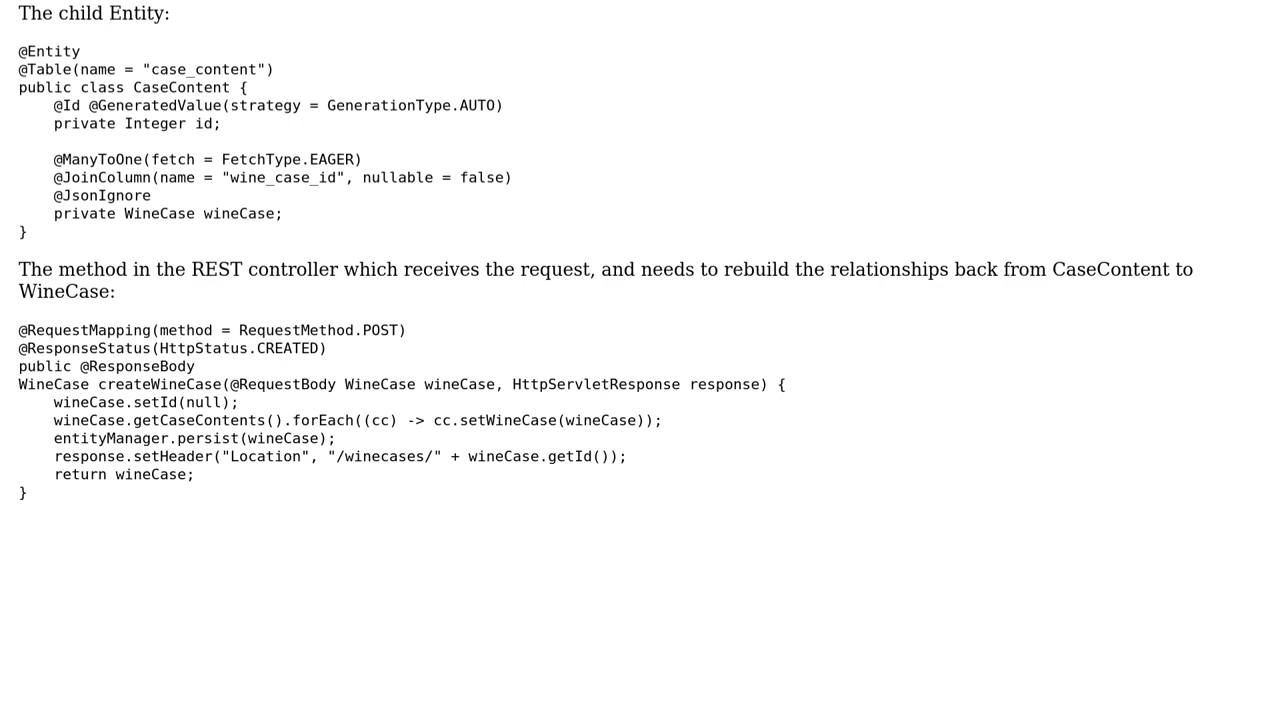 The child Entity:
@Entity
@Table(name = "case_content")
public class CaseContent {
    @Id @GeneratedValue(strategy = GenerationType.AUTO)
    private Integer id;

    @ManyToOne(fetch = FetchType.EAGER)
    @JoinColumn(name = "wine_case_id", nullable = false)
    @JsonIgnore
    private WineCase wineCase;
}
The method in the REST controller which receives the request, and needs to rebuild the relationships back from CaseContent to
WineCase:
@RequestMapping(method = RequestMethod.POST)
@ResponseStatus(HttpStatus.CREATED)
public @ResponseBody
WineCase createWineCase(@RequestBody WineCase wineCase, HttpServletResponse response) {
    wineCase.setId(null);
    wineCase.getCaseContents().forEach((cc) -> cc.setWineCase(wineCase));
    entityManager.persist(wineCase);
    response.setHeader("Location", "/winecases/" + wineCase.getId());
    return wineCase;
}